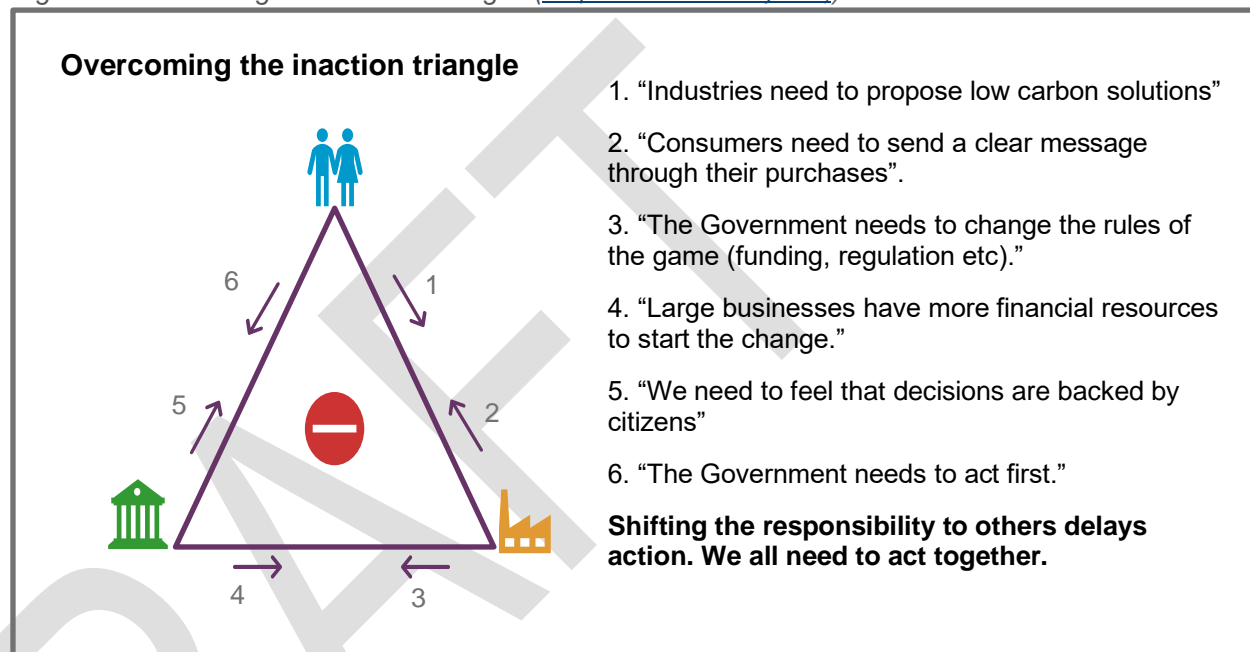 Overcoming the inaction triangle
1. “Industries need to propose low carbon solutions”
2. “Consumers need to send a clear message
through their purchases”.
3. “The Government needs to change the rules of
the game (funding, regulation etc).”
4. “Large businesses have more financial resources
to start the change.”
5. “We need to feel that decisions are backed by
citizens”
6. “The Government needs to act first.”
Shifting the responsibility to others delays
action. We all need to act together.
6
1
5
2
4
3
DRAFT